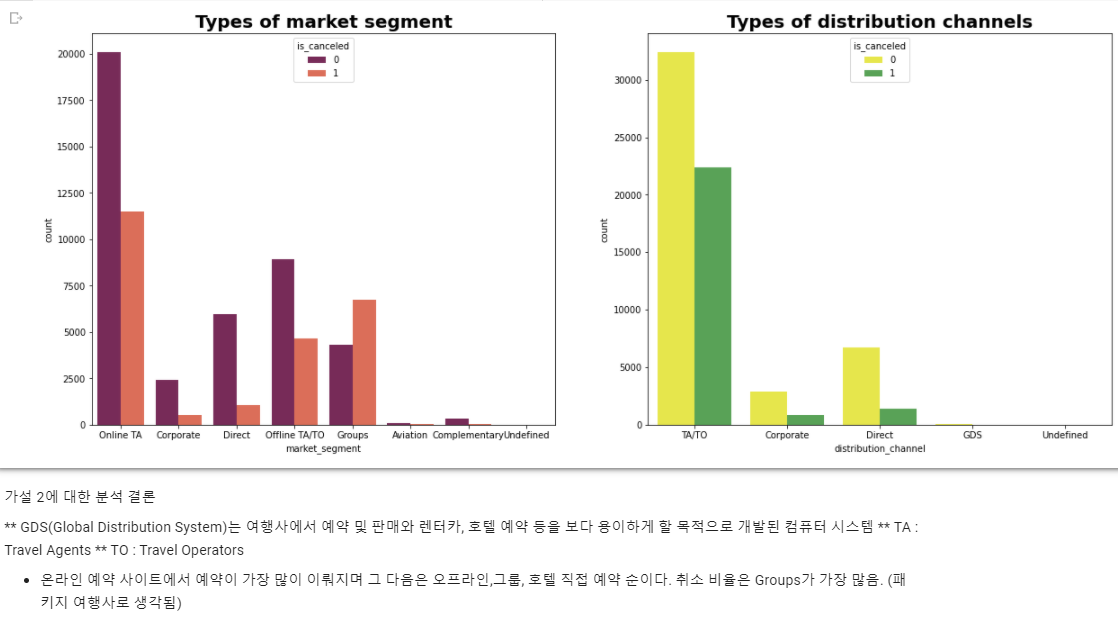 Types of market segment
is_canceled
0
1
20000
17500
15000
12500
10000
7500
5000
2500
0
count
Online TA
Corporate
Direct
Offline TA/TO
Groups
Aviation
Complementary
Undefined
market_segment
Types of distribution channels
is_canceled
0
1
30000
25000
20000
15000
10000
5000
0
count
TA/TO
Corporate
Direct
GDS
Undefined
distribution_channel
가설 2에 대한 분석 결론
** GDS(Global Distribution System)는 여행사에서 예약 및 판매와 렌터카, 호텔 예약 등을 보다 용이하게 할 목적으로 개발된 컴퓨터 시스템 ** TA :
Travel Agents ** TO : Travel Operators
• 온라인 예약 사이트에서 예약이 가장 많이 이뤄지며 그 다음은 오프라인,그룹, 호텔 직접 예약 순이다. 취소 비율은 Groups가 가장 많음. (패
키지 여행사로 생각됨)